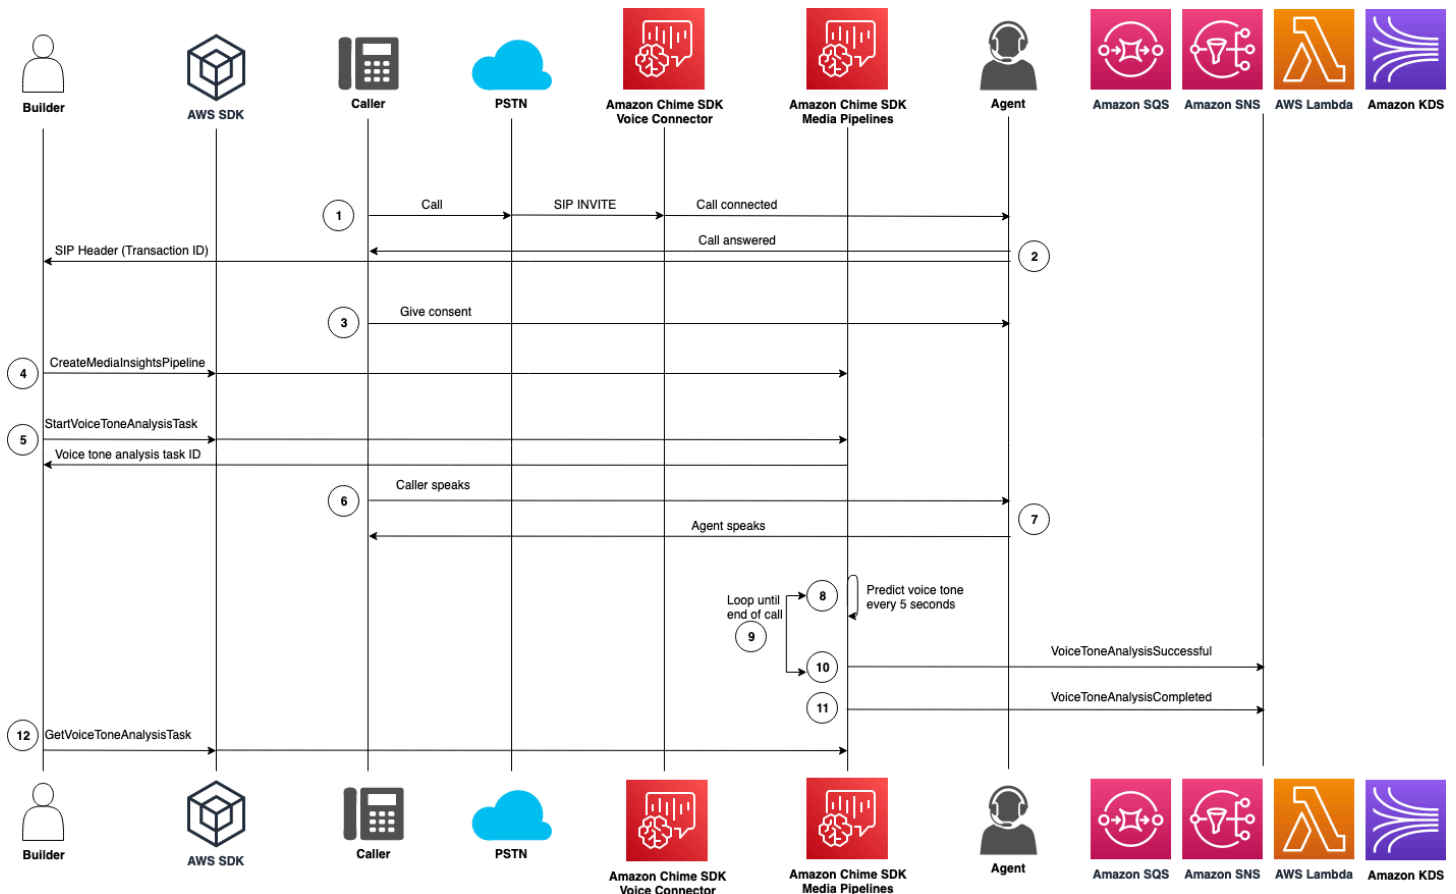 Builder
AWS SDK
Caller
PSTN
Amazon Chime SDK
Voice Connector
Amazon Chime SDK
Media Pipelines
Agent
Amazon SQS
Amazon SNS
AWS Lambda
Amazon KDS
1
Call
SIP INVITE
Call connected
Call answered
2
SIP Header (Transaction ID)
3
Give consent
4
CreateMediaInsightsPipeline
5
StartVoiceToneAnalysisTask
Voice tone analysis task ID
6
Caller speaks
7
Agent speaks
8
Predict voice tone
every 5 seconds
Loop until
end of call
9
10
VoiceToneAnalysisSuccessful
11
VoiceToneAnalysisCompleted
12
GetVoiceToneAnalysisTask
Builder
AWS SDK
Caller
PSTN
Amazon Chime SDK
Voice Connector
Amazon Chime SDK
Media Pipelines
Agent
Amazon SQS
Amazon SNS
AWS Lambda
Amazon KDS